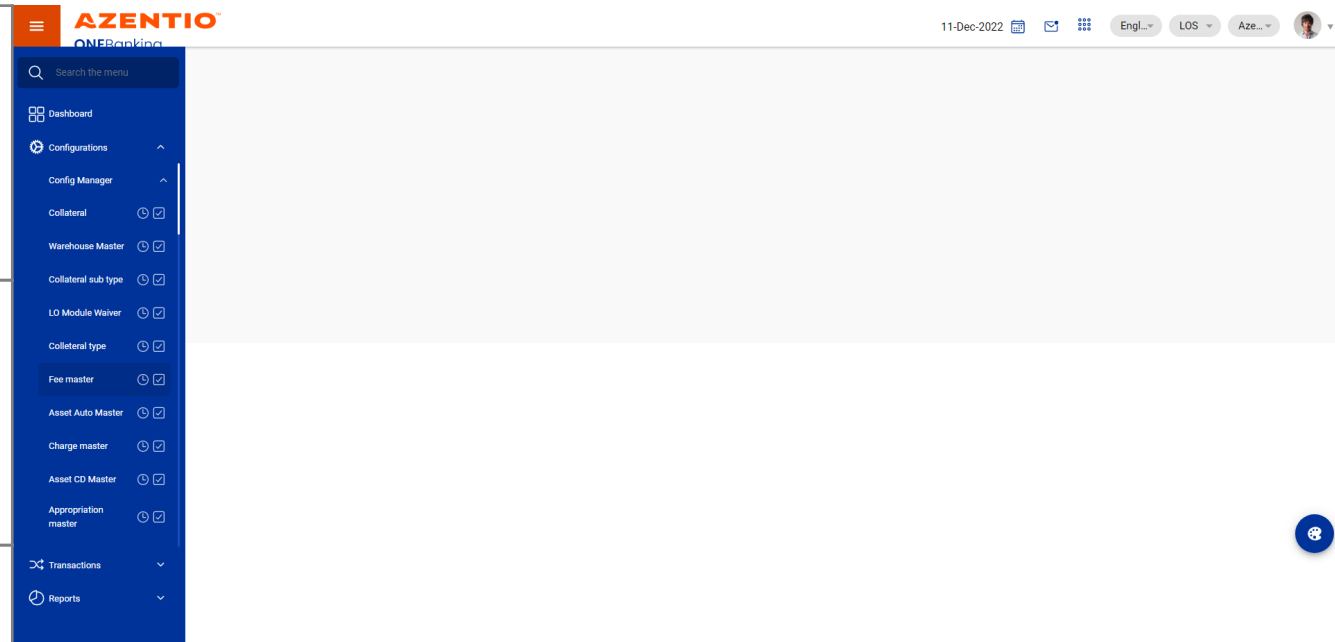 AZENTIO™
ONEBanking
11-Dec-2022
Engl...
LOS
Aze...
Search the menu
Dashboard
Configurations
Config Manager
Collateral
Warehouse Master
Collateral sub type
LO Module Waiver
Colleteral type
Fee master
Asset Auto Master
Charge master
Asset CD Master
Appropriation
master
Transactions
Reports